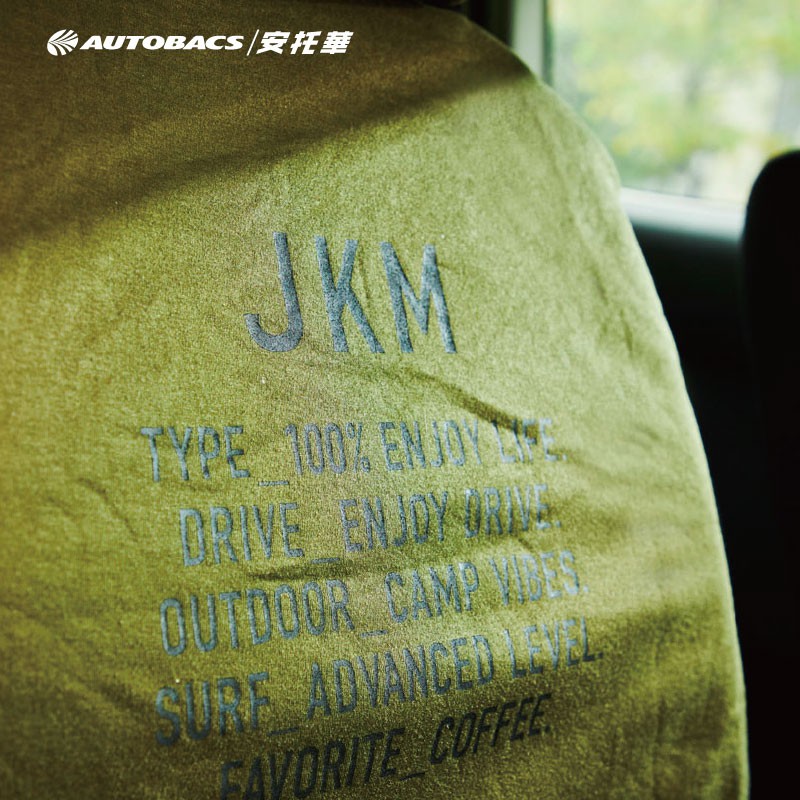 AUTOBACS/安托華
JKM
TYPE_100% ENJOY LIFE.
DRIVE_ENJOY DRIVE.
OUTDOOR_CAMP VIBES.
SURF_ADVANCED LEVEL.
FAVORITE_COFFEE.